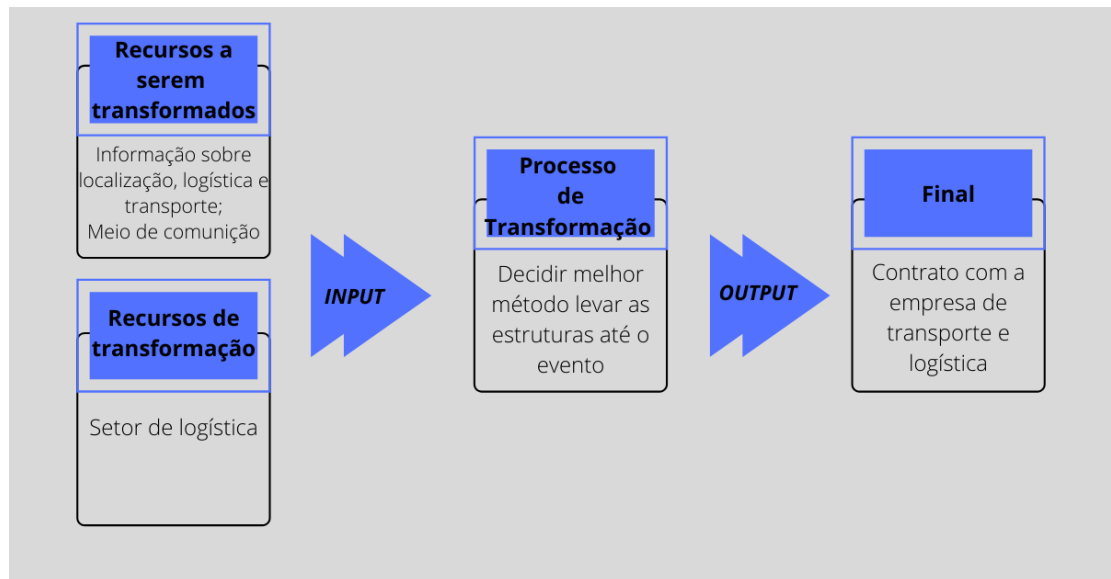 Recursos a
serem
transformados
Informação sobre
localização, logística e
transporte;
Meio de comunição
Recursos de
transformação
Setor de logística
INPUT
Processo
de
Transformação
Decidir melhor
método levar as
estruturas até o
evento
OUTPUT
Final
Contrato com a
empresa de
transporte e
logística